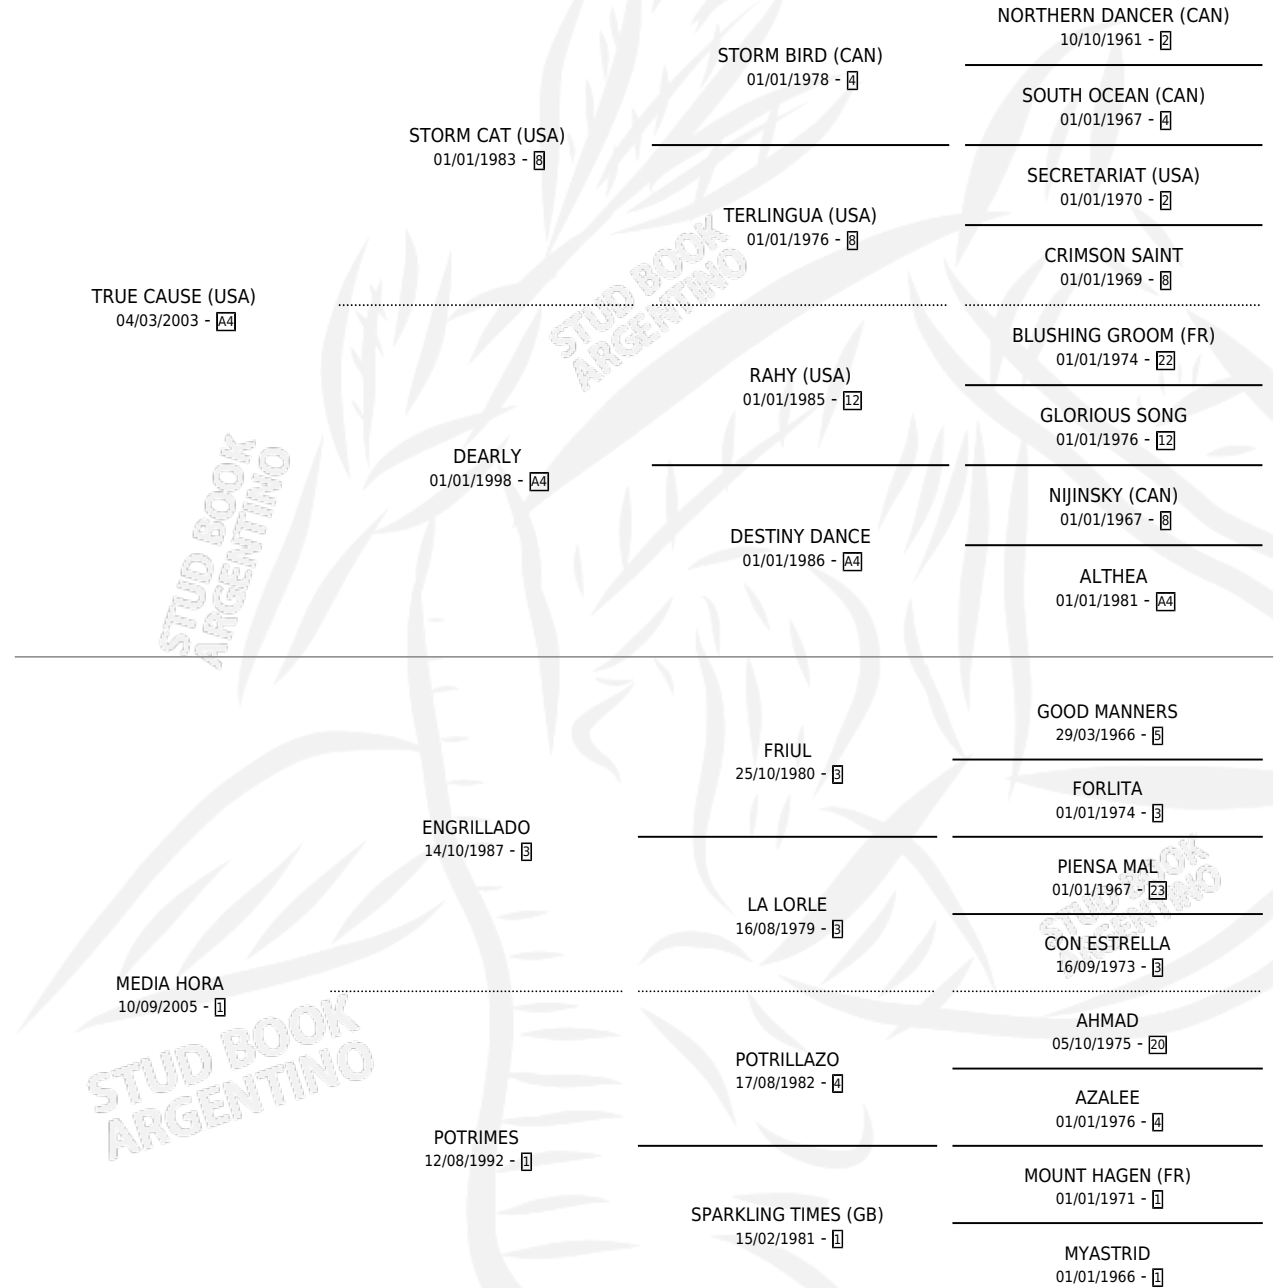 NORTHERN DANCER (CAN)
10/10/1961 - 2
STORM BIRD (CAN)
01/01/1978 - 4
SOUTH OCEAN (CAN)
01/01/1967 - 4
STORM CAT (USA)
01/01/1983 - 8
SECRETARIAT (USA)
01/01/1970 - 2
TERLINGUA (USA)
01/01/1976 - 8
CRIMSON SAINT
01/01/1969 - 8
TRUE CAUSE (USA)
04/03/2003 - A4
BLUSHING GROOM (FR)
01/01/1974 - 22
RAHY (USA)
01/01/1985 - 12
GLORIOUS SONG
01/01/1976 - 12
DEARLY
01/01/1998 - A4
NIJINSKY (CAN)
01/01/1967 - 8
DESTINY DANCE
01/01/1986 - A4
ALTHEA
01/01/1981 - A4
GOOD MANNERS
29/03/1966 - 5
FRIUL
25/10/1980 - 3
FORLITA
01/01/1974 - 3
ENGRILLADO
14/10/1987 - 3
PIENSA MAL
01/01/1967 - 23
LA LORLE
16/08/1979 - 3
CON ESTRELLA
16/09/1973 - 3
MEDIA HORA
10/09/2005 - 1
AHMAD
05/10/1975 - 20
POTRILLAZO
17/08/1982 - 4
AZALEE
01/01/1976 - 4
POTRIMES
12/08/1992 - 1
MOUNT HAGEN (FR)
01/01/1971 - 1
SPARKLING TIMES (GB)
15/02/1981 - 1
MYASTRID
01/01/1966 - 1
STUD BOOK
ARGENTINO
STUD BOOK
ARGENTINO
STUD BOOK
ARGENTINO
STUD BOOK
ARGENTINO